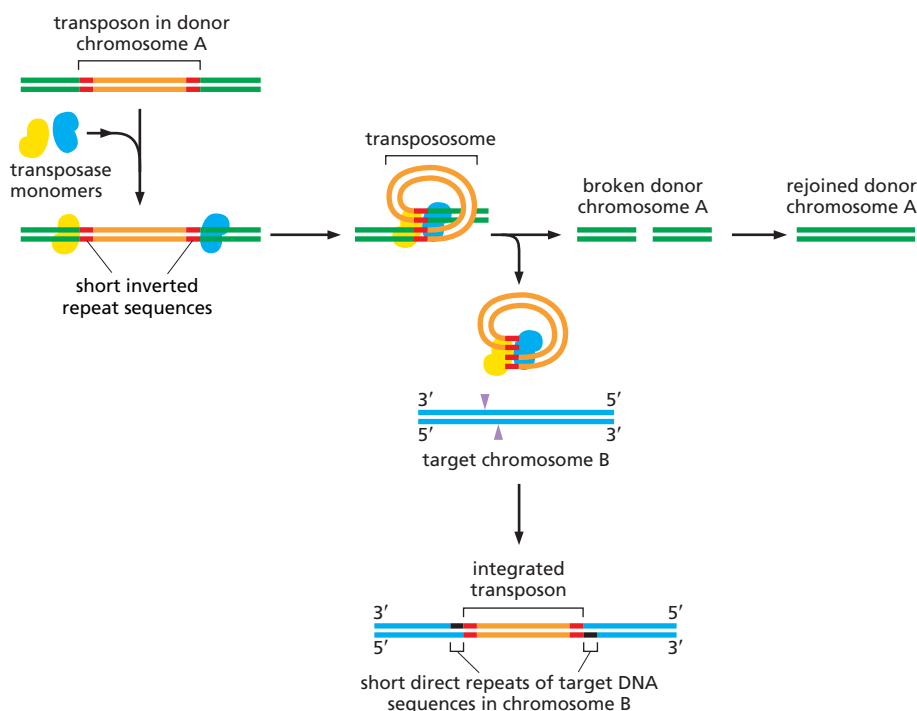 transposon in donor
chromosome A
transposase
monomers
short inverted
repeat sequences
transpososome
broken donor
chromosome A
rejoined donor
chromosome A
3′ 5′
5′ 3′
target chromosome B
integrated
transposon
3′ 5′
5′ 3′
short direct repeats of target DNA
sequences in chromosome B